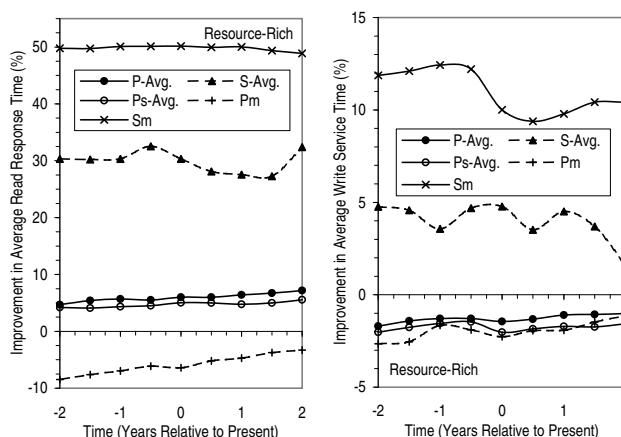 Improvement in Average Read Response Time (%)
60
50
40
30
20
10
0
-10
Resource-Rich
P-Avg.
S-Avg.
Ps-Avg.
Pm
Sm
-2
-1
0
1
2
Time (Years Relative to Present)
Improvement in Average Write Service Time (%)
15
10
5
0
-5
P-Avg.
S-Avg.
Ps-Avg.
Pm
Sm
Resource-Rich
-2
-1
0
1
Time (Years Relative to Present)